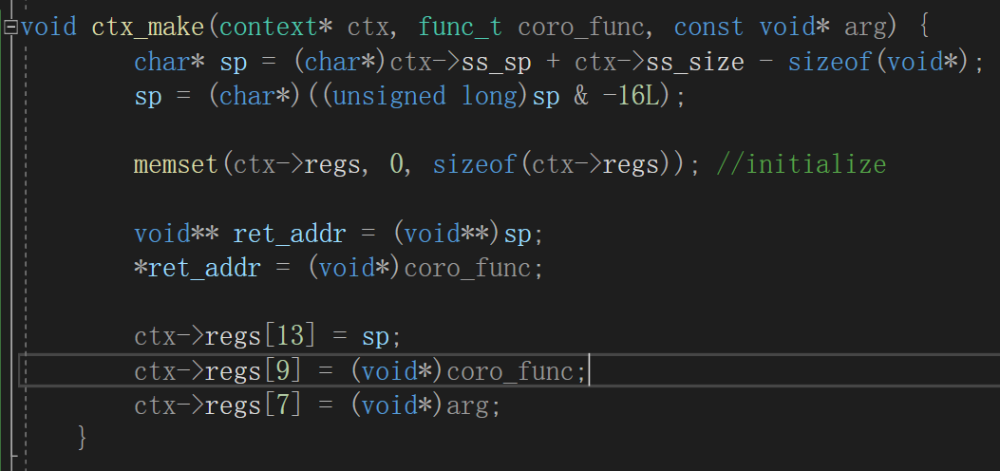 void ctx_make(context* ctx, func_t coro_func, const void* arg) {
char* sp = (char*)ctx->ss_sp + ctx->ss_size - sizeof(void*);
sp = (char*)((unsigned long)sp & -16L);
memset(ctx->regs, 0, sizeof(ctx->regs)); //initialize
void** ret_addr = (void**)sp;
*ret_addr = (void*)coro_func;
ctx->regs[13] = sp;
ctx->regs[9] = (void*)coro_func;
ctx->regs[7] = (void*)arg;
}